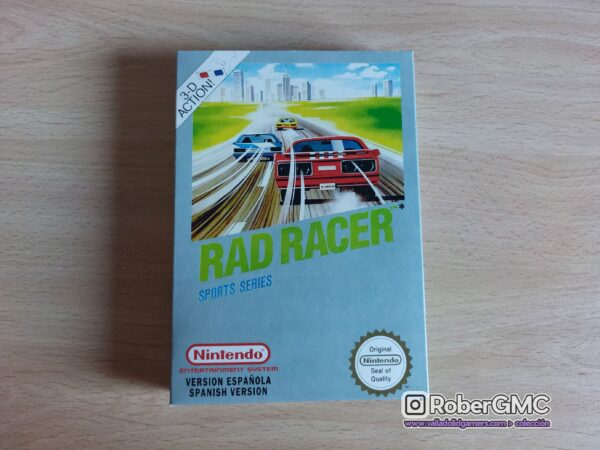 3-D
ACTION!
RAD RACER™*
SPORTS SERIES
Nintendo
ENTERTAINMENT SYSTEM
VERSION ESPAÑOLA
SPANISH VERSION
Original
Nintendo
Seal of
Quality
RoberGMC
www.valladolidgamers.com > colección